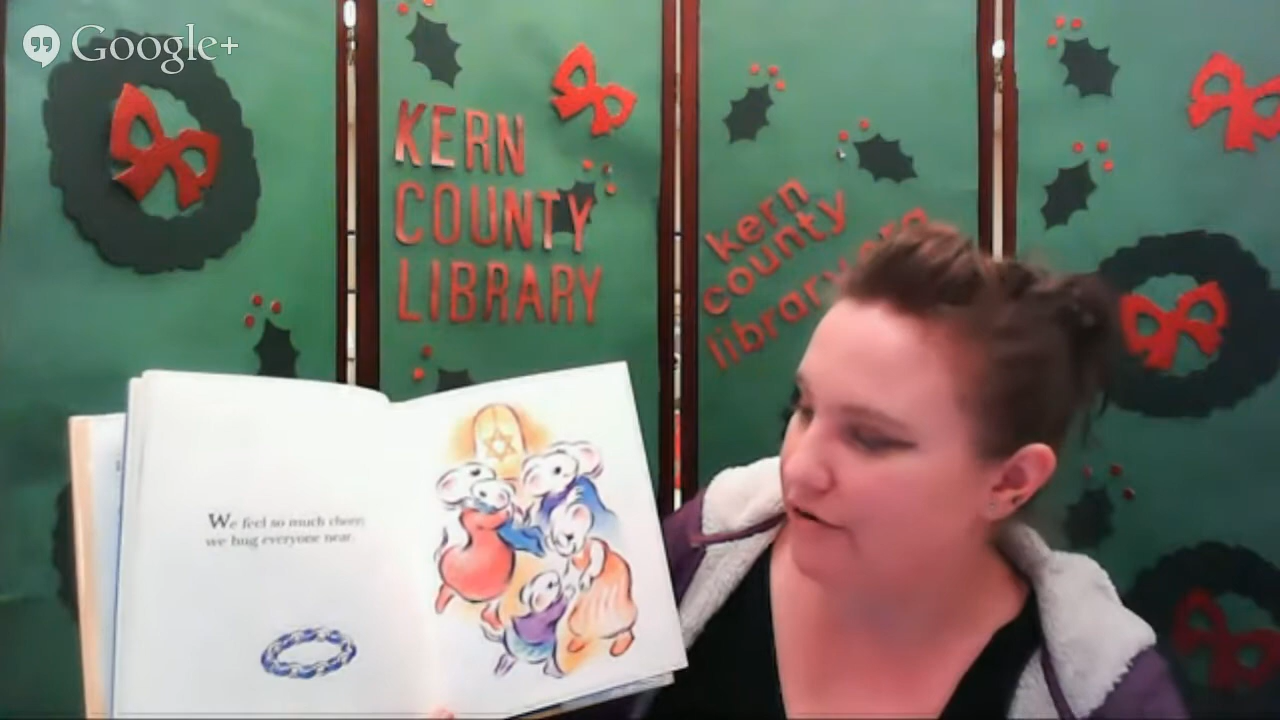 Google+
KERN
COUNTY
LIBRARY
kern
county
library
We feel so much cheer,
we hug everyone near.